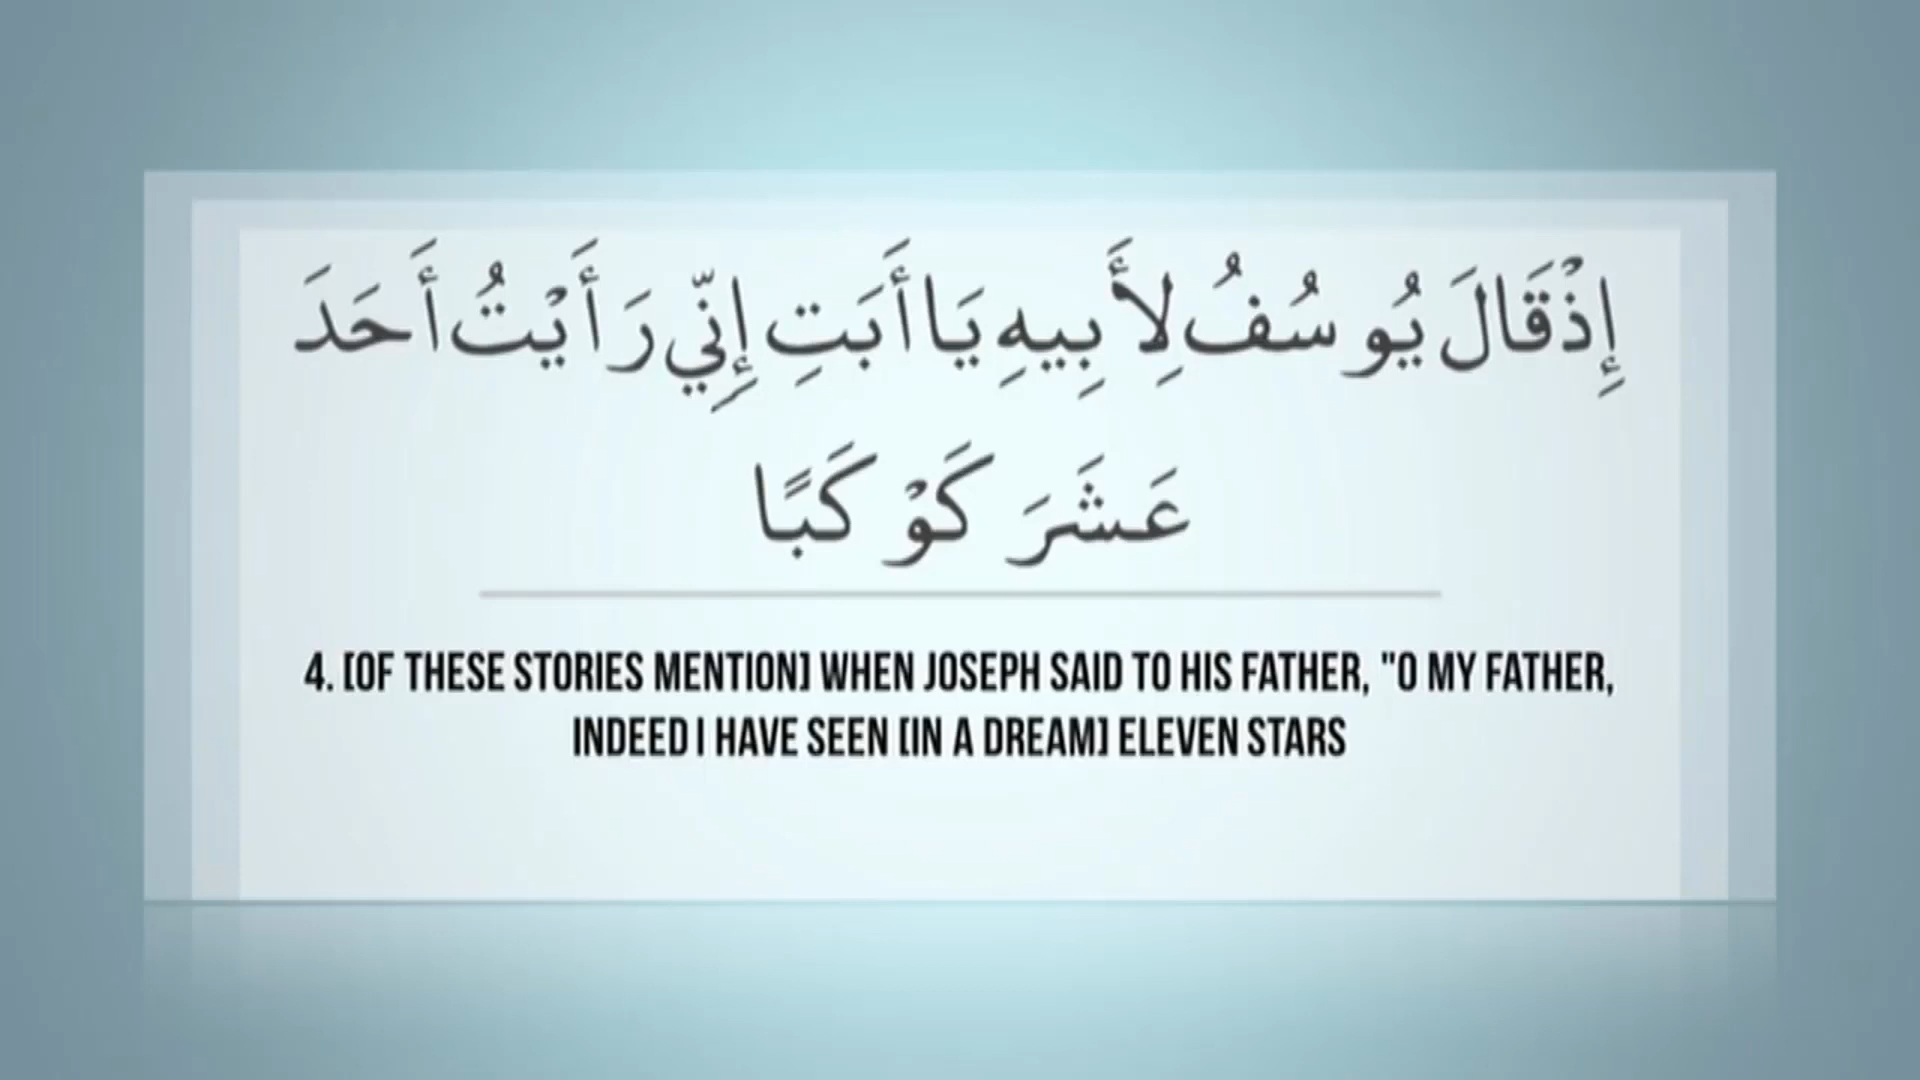 إِذْ قَالَ يُوسُفُ لِأَبِيهِ يَا أَبَتِ إِنِّي رَأَيْتُ أَحَدَ
عَشَرَ كَوْكَبًا
4. [OF THESE STORIES MENTION] WHEN JOSEPH SAID TO HIS FATHER, "O MY FATHER,
INDEED I HAVE SEEN [IN A DREAM] ELEVEN STARS